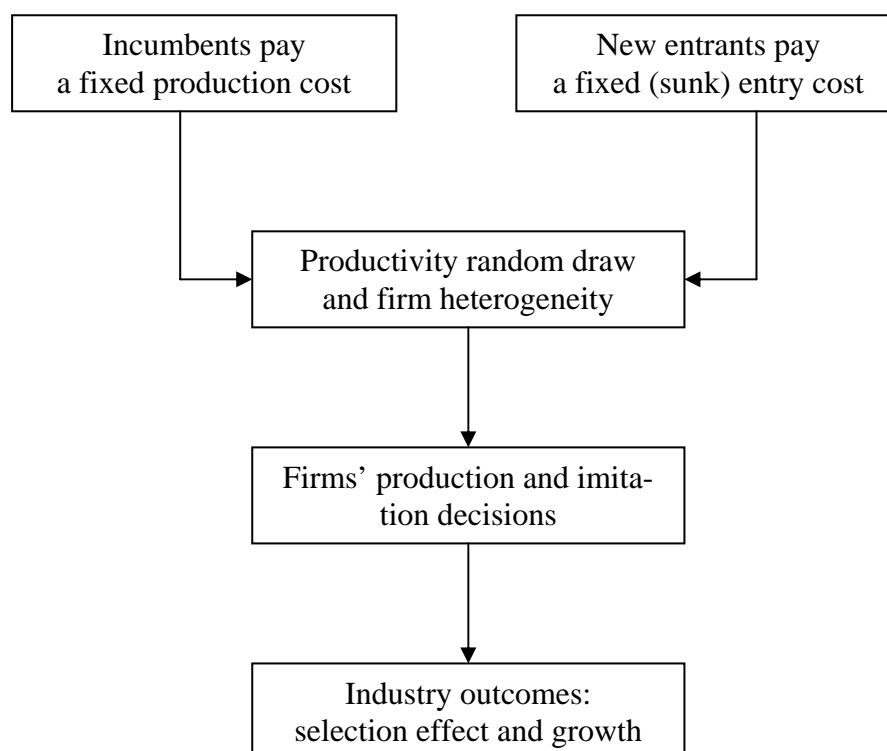 Incumbents pay
a fixed production cost
New entrants pay
a fixed (sunk) entry cost
Productivity random draw
and firm heterogeneity
Firms’ production and imita-
tion decisions
Industry outcomes:
selection effect and growth